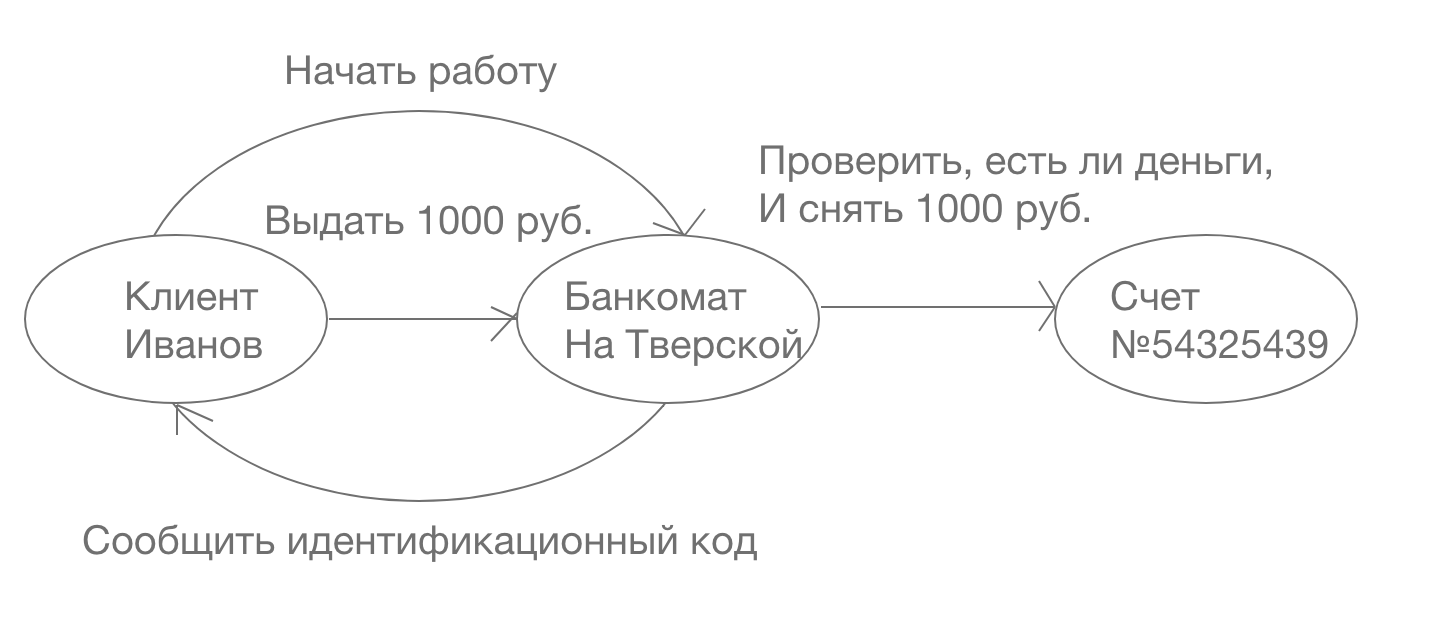 Начать работу
Проверить, есть ли деньги,
И снять 1000 руб.
Выдать 1000 руб.
Клиент
Иванов
Банкомат
На Тверской
Счет
№54325439
Сообщить идентификационный код